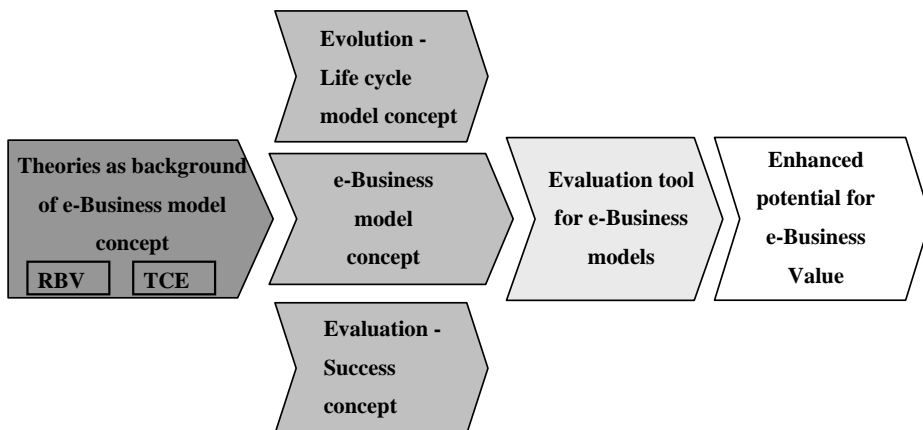 Theories as background
of e-Business model
concept
RBV
TCE
Evolution -
Life cycle
model concept
e-Business
model
concept
Evaluation -
Success
concept
Evaluation tool
for e-Business
models
Enhanced
potential for
e-Business
Value